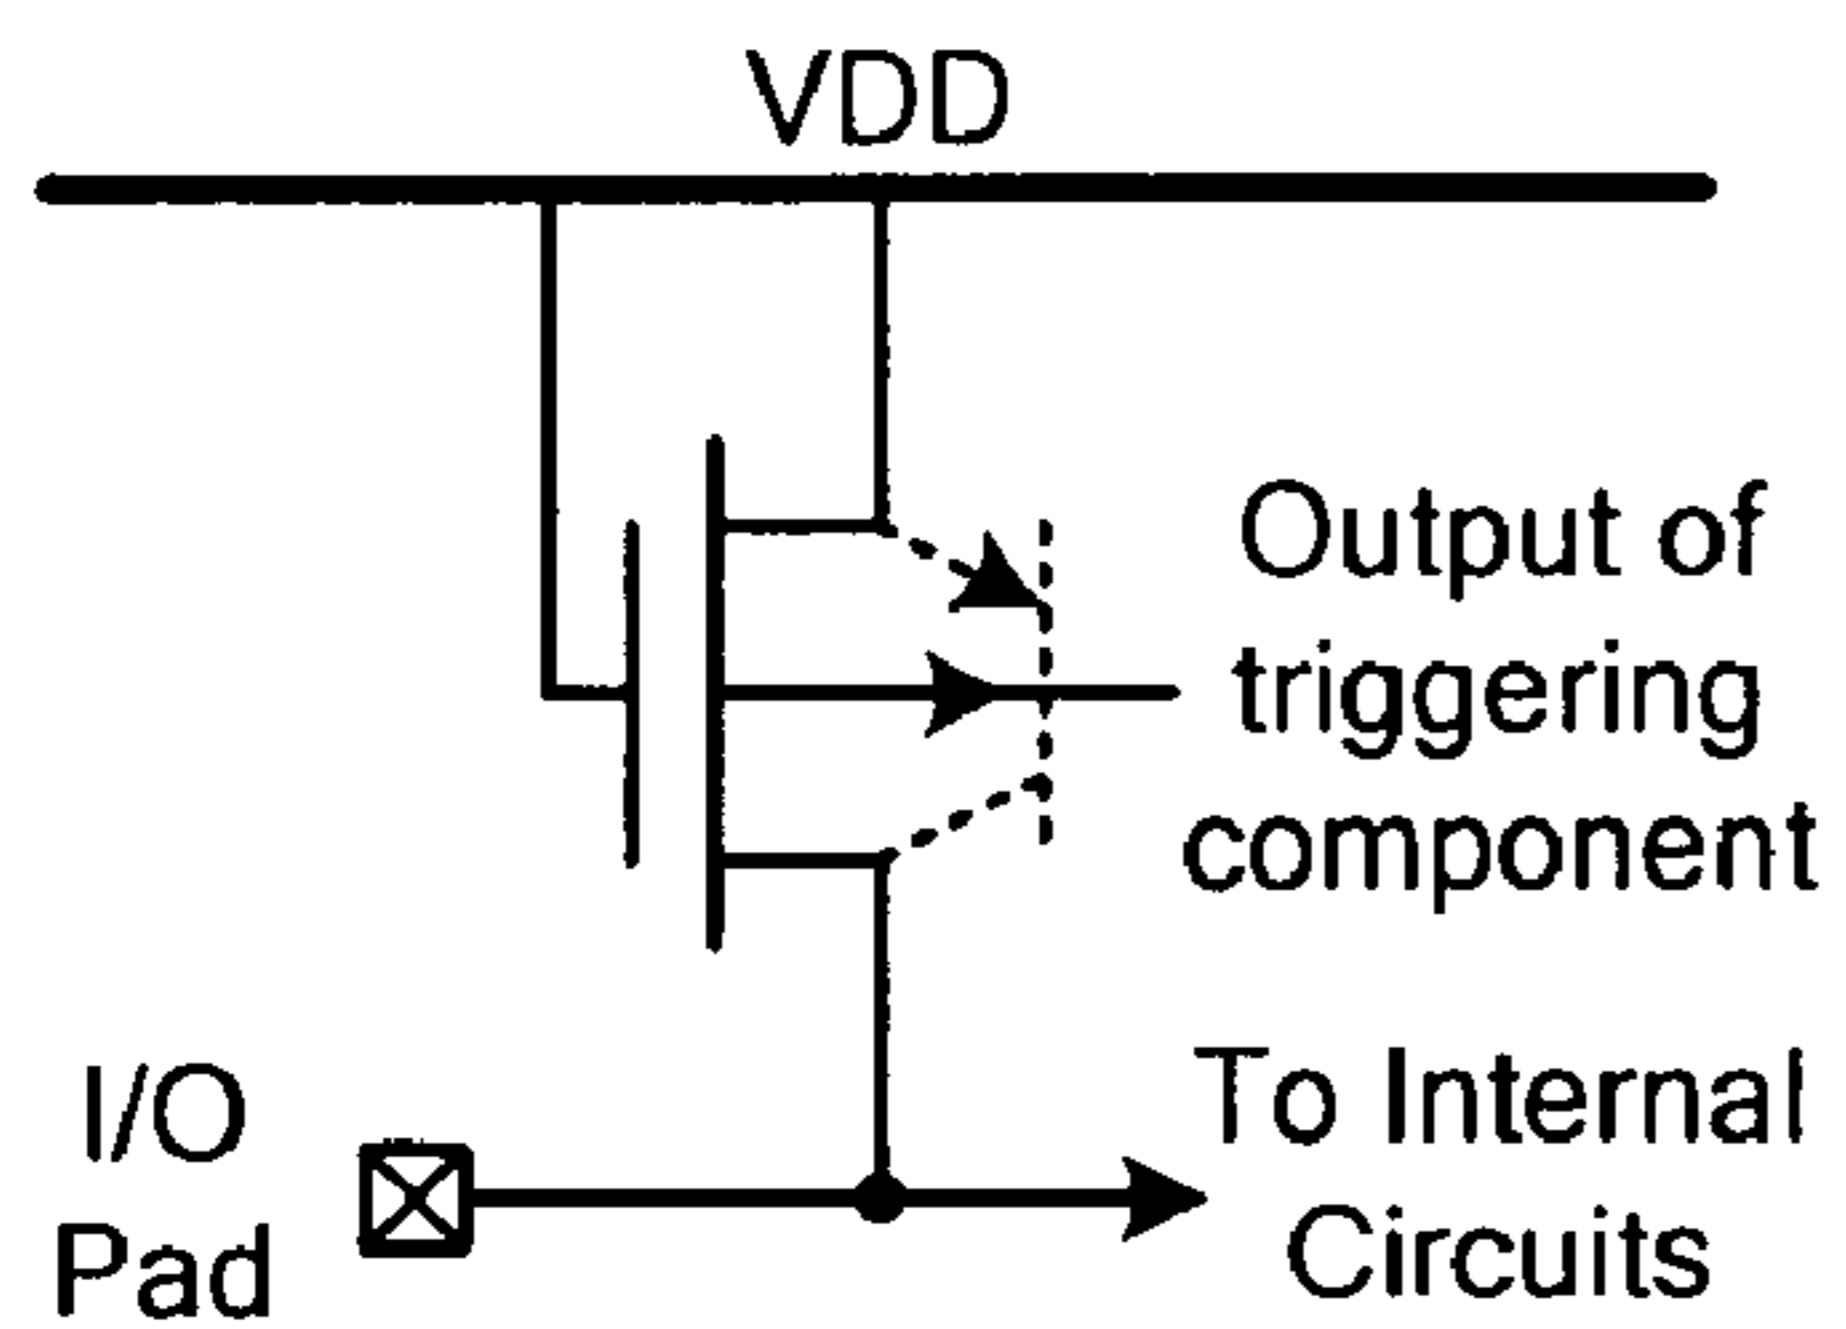 VDD
Output of
triggering
component
I/O
Pad
To Internal
Circuits